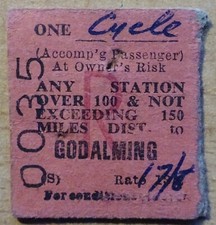 ONE Cycle
(Accomp'g Passenger)
At Owner's Risk
ANY STATION
OVER 100 & NOT
EXCEEDING 150
MILES DIST. to
GODALMING
(S) Rate 17/6
For conditions
0035